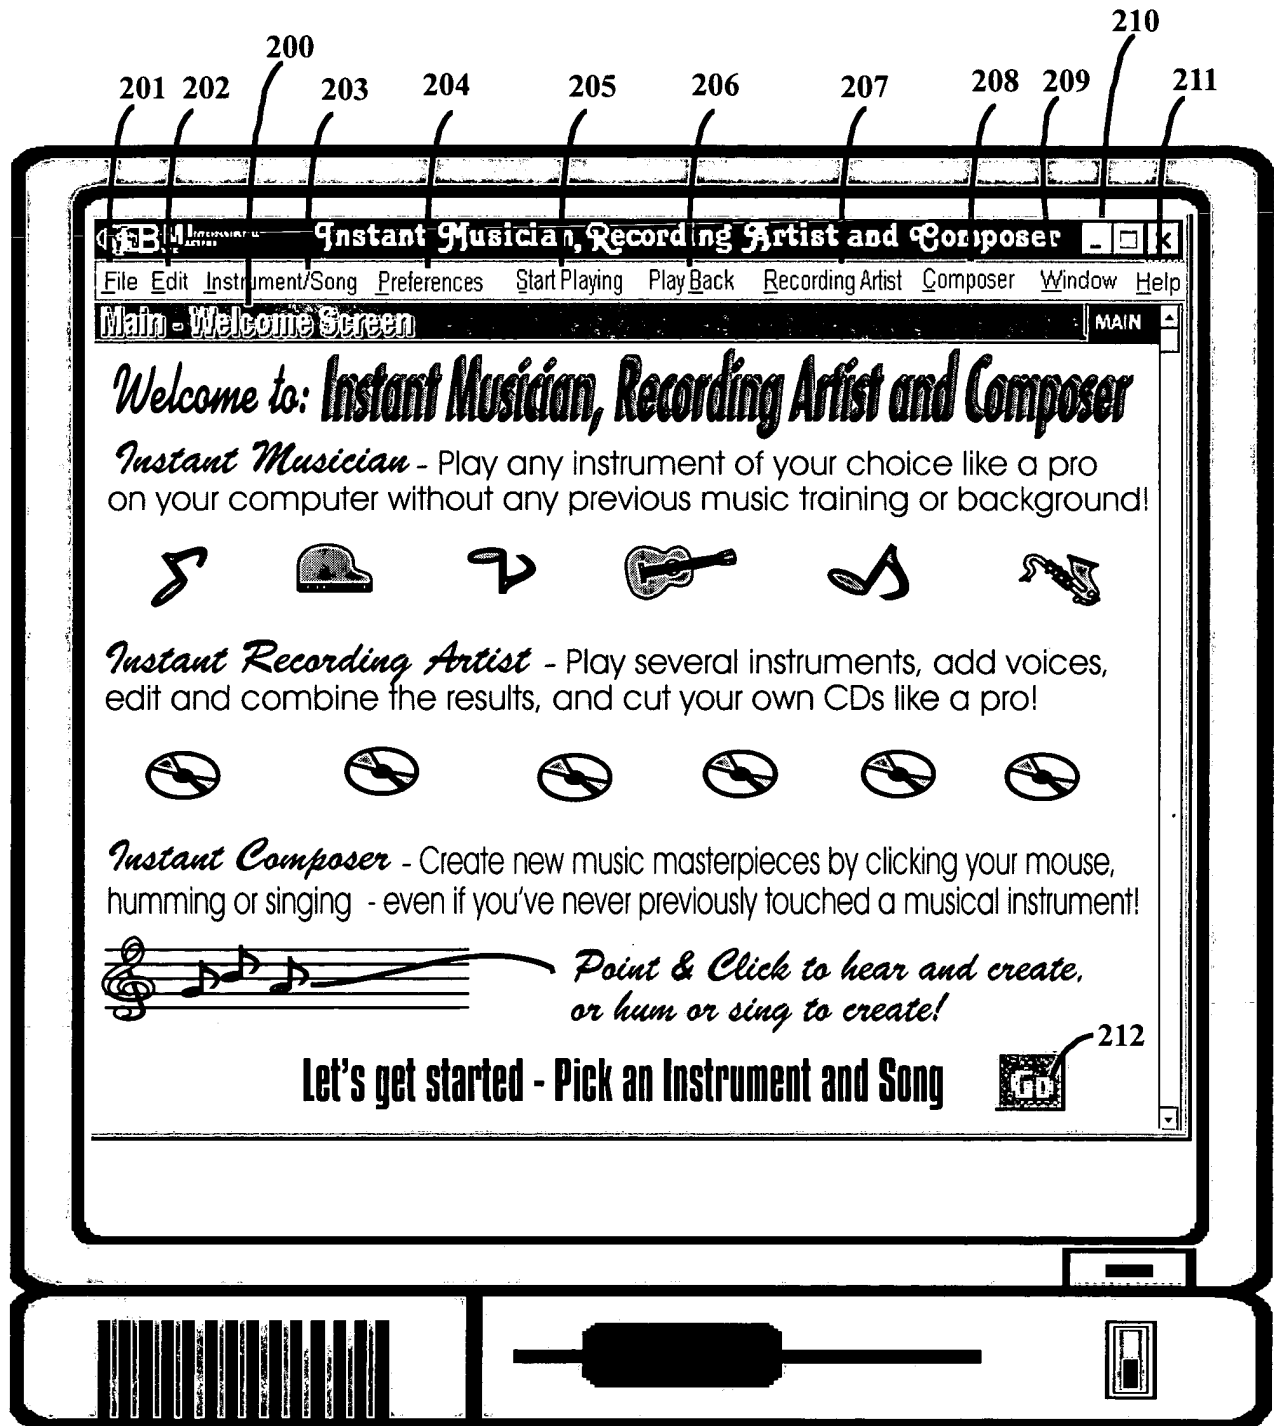 210
200
201 202 203 204 205 206 207 208 209 211
Instant Musician, Recording Artist and Composer
File Edit Instrument/Song Preferences Start Playing Play Back Recording Artist Composer Window Help
Main - Welcome Screen MAIN
Welcome to: Instant Musician, Recording Artist and Composer
Instant Musician - Play any instrument of your choice like a pro
on your computer without any previous music training or background!
Instant Recording Artist - Play several instruments, add voices,
edit and combine the results, and cut your own CDs like a pro!
Instant Composer - Create new music masterpieces by clicking your mouse,
humming or singing - even if you've never previously touched a musical instrument!
Point & Click to hear and create,
or hum or sing to create!
212
Let's get started - Pick an Instrument and Song Go